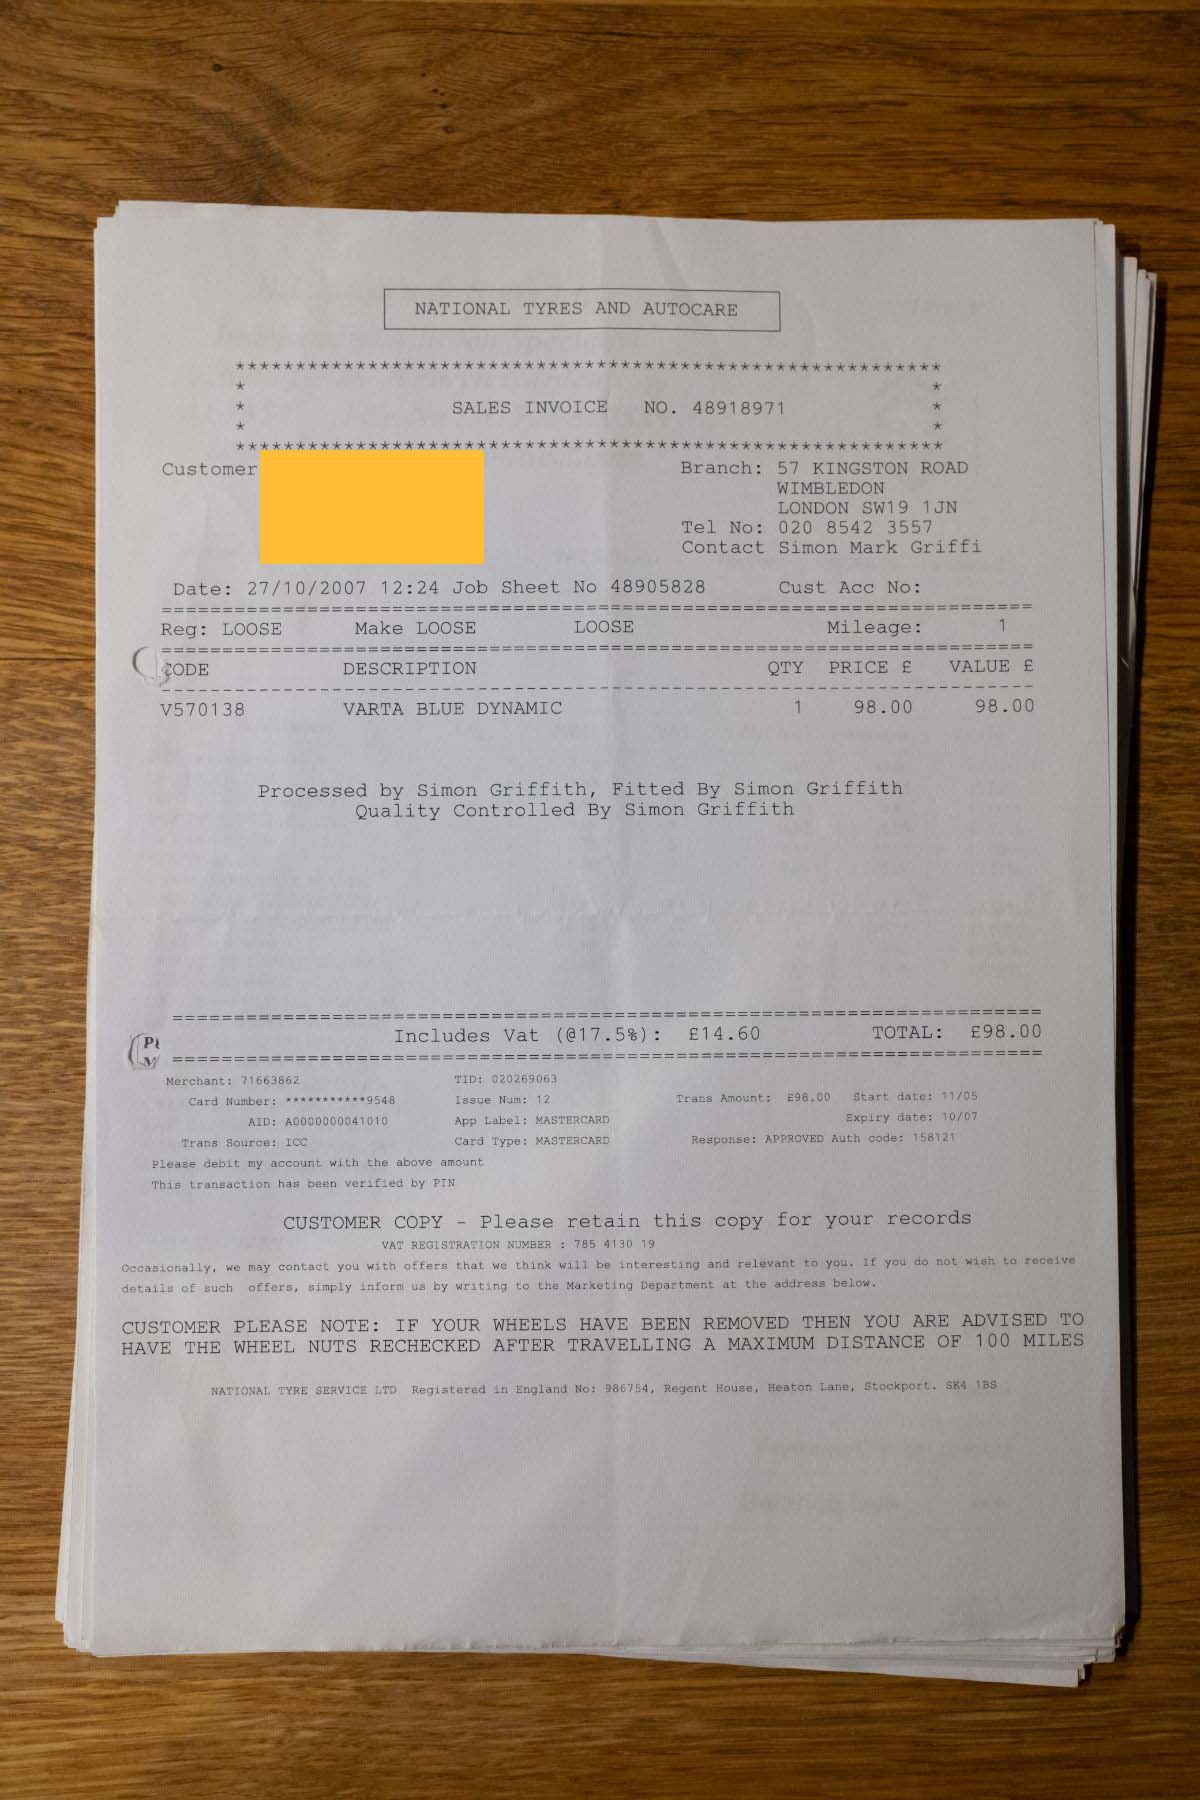 NATIONAL TYRES AND AUTOCARE
***********************************************************
* *
* SALES INVOICE NO. 48918971 *
* *
***********************************************************
Customer Branch: 57 KINGSTON ROAD
WIMBLEDON
LONDON SW19 1JN
Tel No: 020 8542 3557
Contact Simon Mark Griffi
Date: 27/10/2007 12:24 Job Sheet No 48905828 Cust Acc No:
Reg: LOOSE Make LOOSE LOOSE Mileage: 1
CODE DESCRIPTION QTY PRICE £ VALUE £
V570138 VARTA BLUE DYNAMIC 1 98.00 98.00
Processed by Simon Griffith, Fitted By Simon Griffith
Quality Controlled By Simon Griffith
Includes Vat (@17.5%): £14.60 TOTAL: £98.00
Merchant: 71663862 TID: 020269063
Card Number: ***********9548 Issue Num: 12 Trans Amount: £98.00 Start date: 11/05
AID: A0000000041010 App Label: MASTERCARD Expiry date: 10/07
Trans Source: ICC Card Type: MASTERCARD Response: APPROVED Auth code: 158121
Please debit my account with the above amount
This transaction has been verified by PIN
CUSTOMER COPY - Please retain this copy for your records
VAT REGISTRATION NUMBER : 785 4130 19
Occasionally, we may contact you with offers that we think will be interesting and relevant to you. If you do not wish to receive
details of such offers, simply inform us by writing to the Marketing Department at the address below.
CUSTOMER PLEASE NOTE: IF YOUR WHEELS HAVE BEEN REMOVED THEN YOU ARE ADVISED TO
HAVE THE WHEEL NUTS RECHECKED AFTER TRAVELLING A MAXIMUM DISTANCE OF 100 MILES
NATIONAL TYRE SERVICE LTD Registered in England No: 986754, Regent House, Heaton Lane, Stockport. SK4 1BS